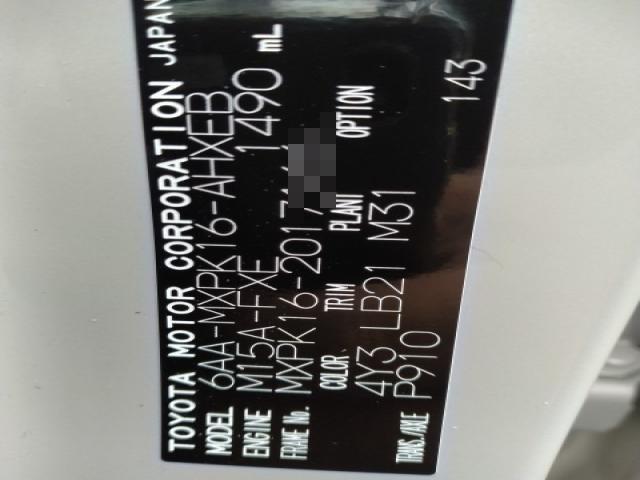 TOYOTA MOTOR CORPORATION JAPAN
MODEL 6AA-MXPK16-AHXEB
ENGINE M15A-FXE 1490 mL
FRAME No. MXPK16-2017
COLOR TRIM PLANT OPTION
4Y3 LB21 M31
TRANS./AXLE P910
143